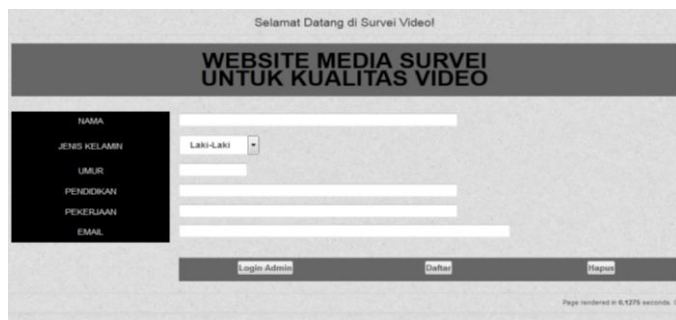 Selamat Datang di Survei Video!
WEBSITE MEDIA SURVEI
UNTUK KUALITAS VIDEO
NAMA
JENIS KELAMIN Laki-Laki
UMUR
PENDIDIKAN
PEKERJAAN
EMAIL
Login Admin Daftar Hapus
Page rendered in 0.1275 seconds.